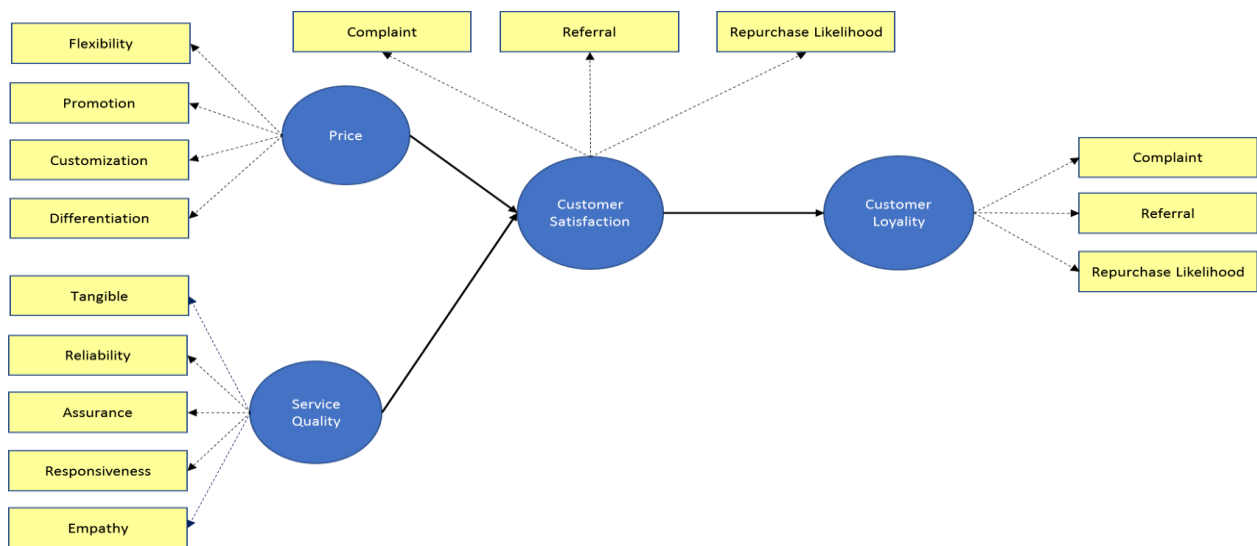 Flexibility
Promotion
Customization
Differentiation
Complaint
Referral
Repurchase Likelihood
Price
Customer
Satisfaction
Customer
Loyality
Complaint
Referral
Repurchase Likelihood
Tangible
Reliability
Assurance
Responsiveness
Empathy
Service
Quality